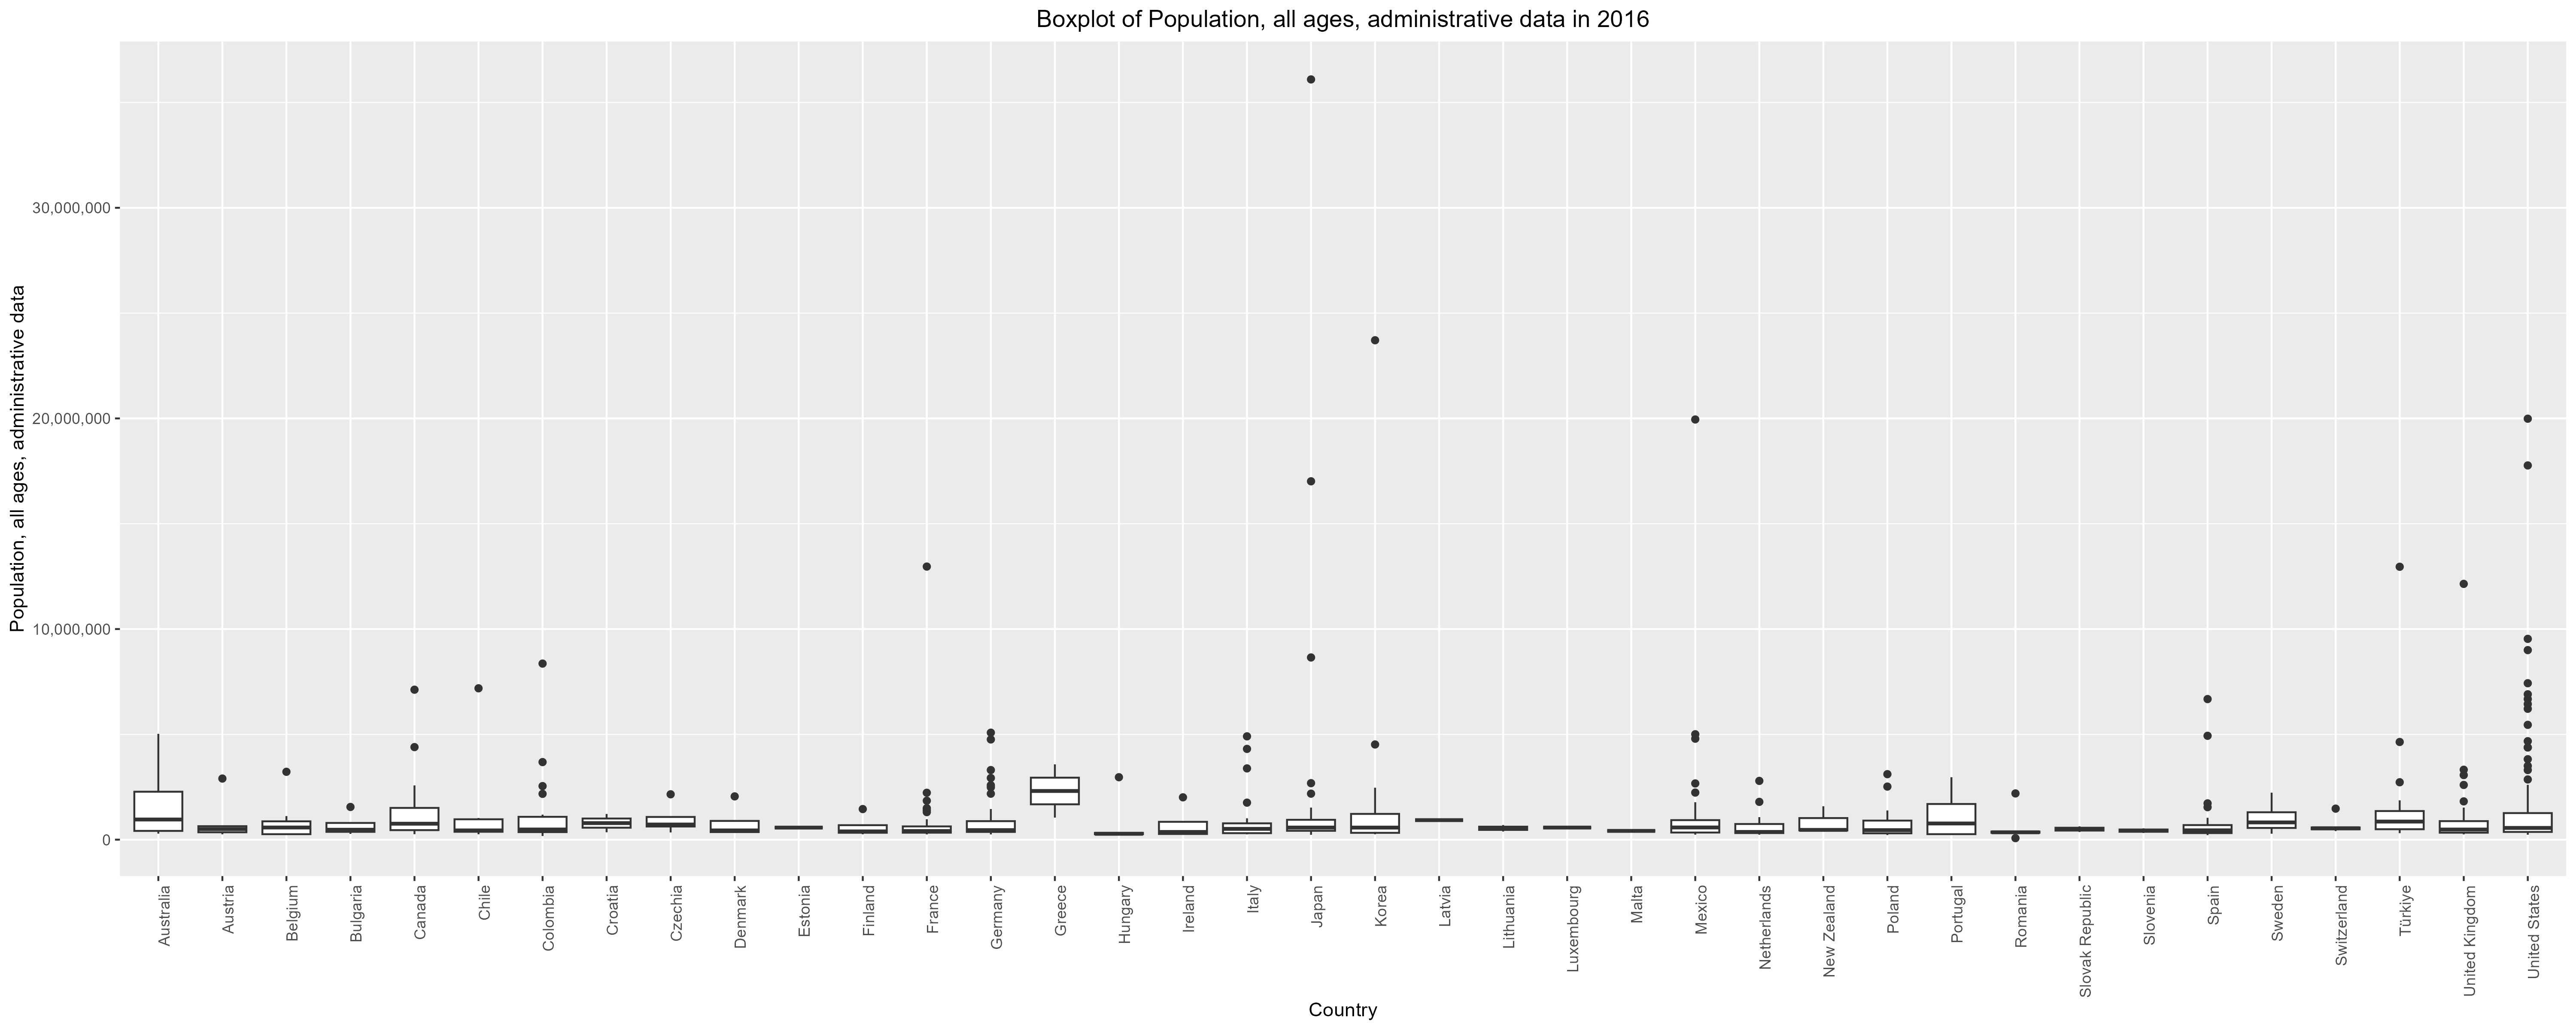 Boxplot of Population, all ages, administrative data in 2016
Population, all ages, administrative data
30,000,000
20,000,000
10,000,000
0
Australia
Austria
Belgium
Bulgaria
Canada
Chile
Colombia
Croatia
Czechia
Denmark
Estonia
Finland
France
Germany
Greece
Hungary
Ireland
Italy
Japan
Korea
Latvia
Lithuania
Luxembourg
Malta
Mexico
Netherlands
New Zealand
Poland
Portugal
Romania
Slovak Republic
Slovenia
Spain
Sweden
Switzerland
Türkiye
United Kingdom
United States
Country